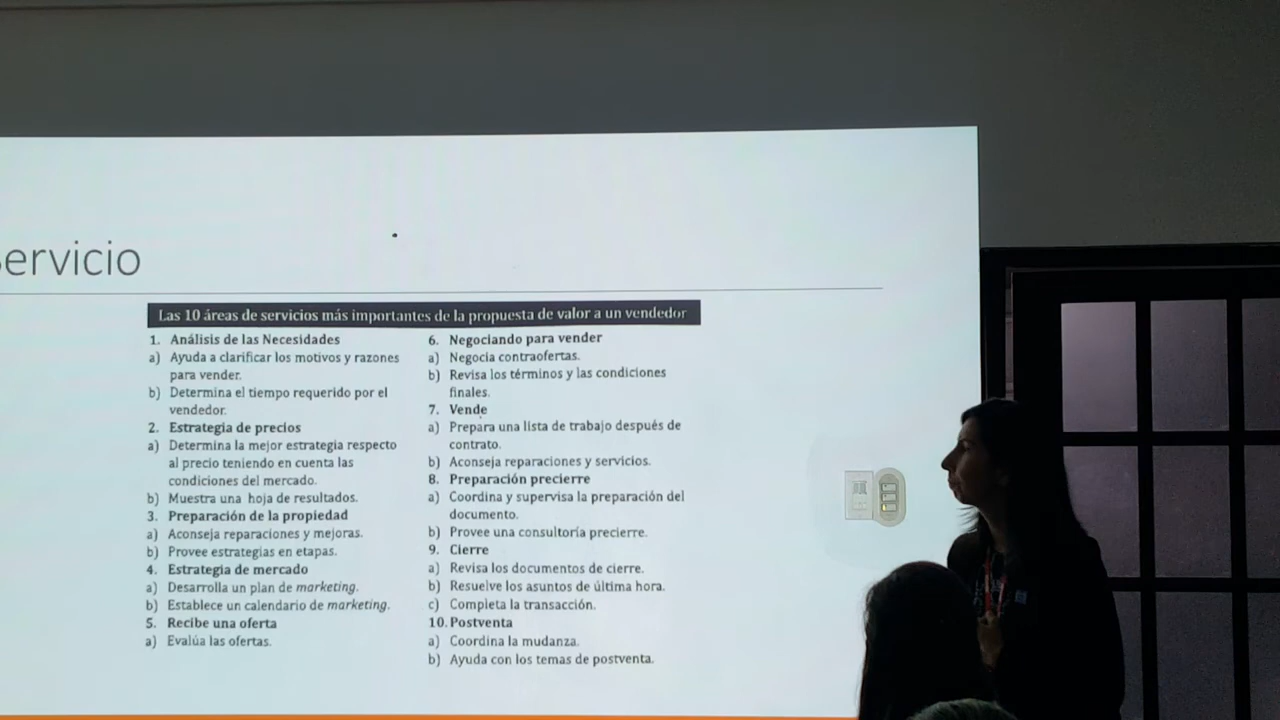 ervicio
Las 10 áreas de servicios más importantes de la propuesta de valor a un vendedor
1. Análisis de las Necesidades
a) Ayuda a clarificar los motivos y razones
para vender.
b) Determina el tiempo requerido por el
vendedor.
2. Estrategia de precios
a) Determina la mejor estrategia respecto
al precio teniendo en cuenta las
condiciones del mercado.
b) Muestra una hoja de resultados.
3. Preparación de la propiedad
a) Aconseja reparaciones y mejoras.
b) Provee estrategias en etapas.
4. Estrategia de mercado
a) Desarrolla un plan de marketing.
b) Establece un calendario de marketing.
5. Recibe una oferta
a) Evalúa las ofertas.
6. Negociando para vender
a) Negocia contraofertas.
b) Revisa los términos y las condiciones
finales.
7. Vende
a) Prepara una lista de trabajo después de
contrato.
b) Aconseja reparaciones y servicios.
8. Preparación precierre
a) Coordina y supervisa la preparación del
documento.
b) Provee una consultoría precierre.
9. Cierre
a) Revisa los documentos de cierre.
b) Resuelve los asuntos de última hora.
c) Completa la transacción.
10. Postventa
a) Coordina la mudanza.
b) Ayuda con los temas de postventa.